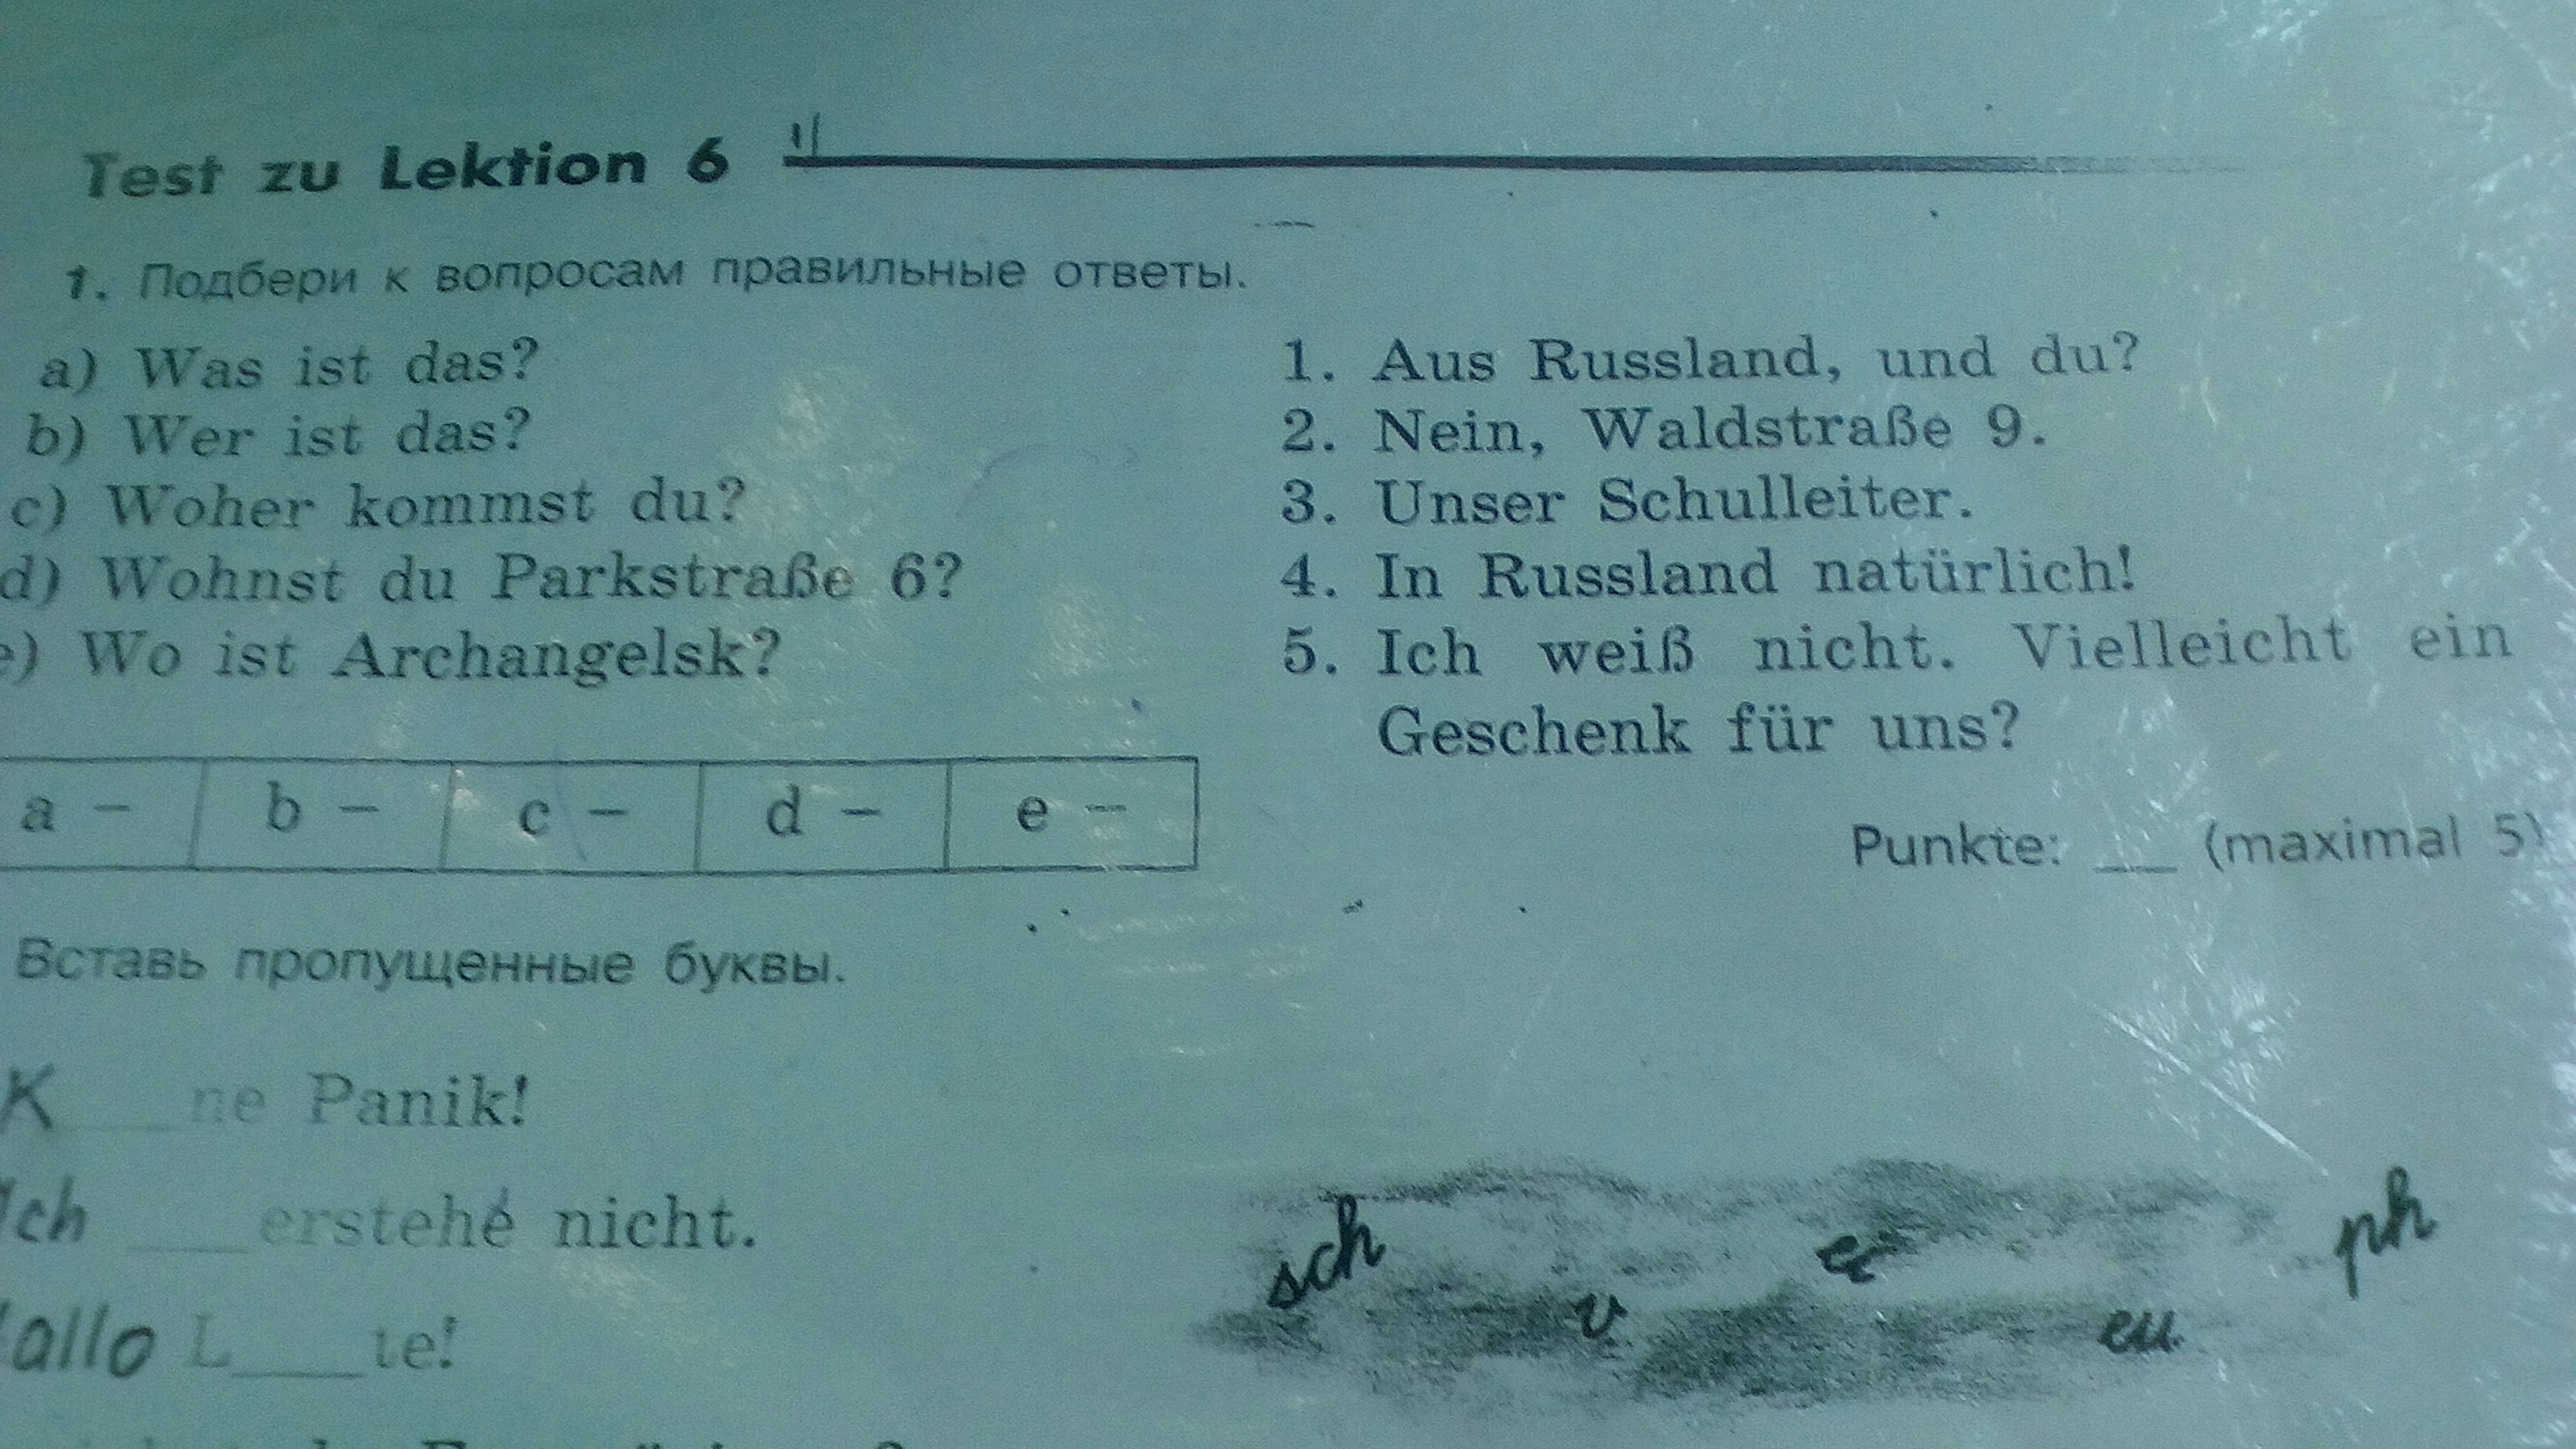 Test zu Lektion 6
1. Подбери к вопросам правильные ответы.
a) Was ist das?
b) Wer ist das?
c) Woher kommst du?
d) Wohnst du Parkstraße 6?
e) Wo ist Archangelsk?
1. Aus Russland, und du?
2. Nein, Waldstraße 9.
3. Unser Schulleiter.
4. In Russland natürlich!
5. Ich weiß nicht. Vielleicht ein
Geschenk für uns?
a – b – c – d – e –
Punkte: ___ (maximal 5)
Вставь пропущенные буквы.
K___ne Panik!
Ich ___erstehe nicht.
allo L___te!
sch v ei eu ph